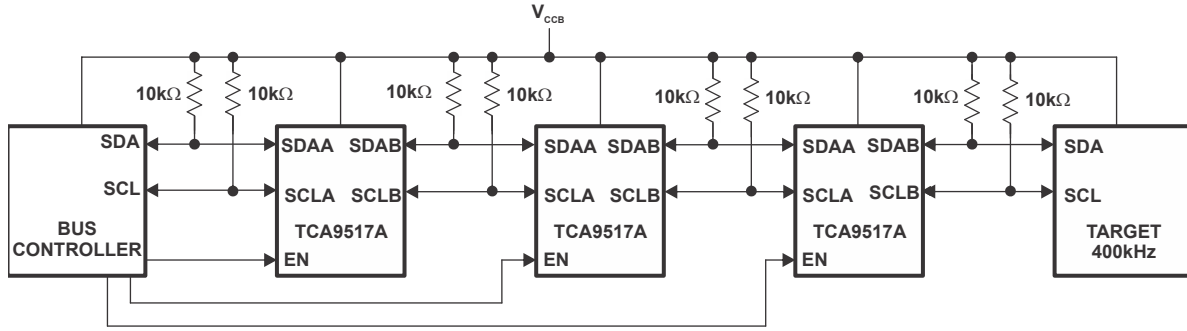 V_CCB
10kΩ 10kΩ 10kΩ 10kΩ 10kΩ 10kΩ 10kΩ 10kΩ
SDA SDAA SDAB SDAA SDAB SDAA SDAB SDA
SCL SCLA SCLB SCLA SCLB SCLA SCLB SCL
BUS
CONTROLLER
TCA9517A TCA9517A TCA9517A
TARGET
400kHz
EN EN EN